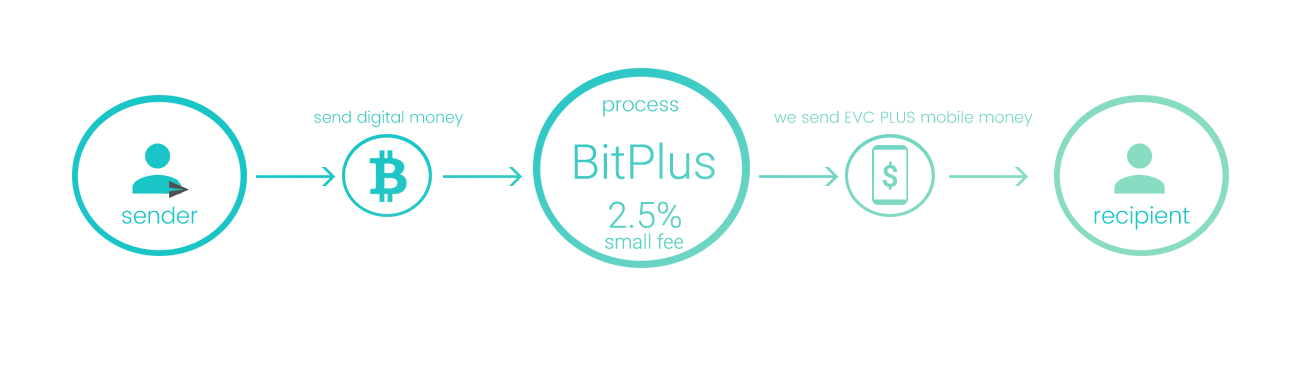 sender
send digital money
process
BitPlus
2.5%
small fee
we send EVC PLUS mobile money
$
recipient